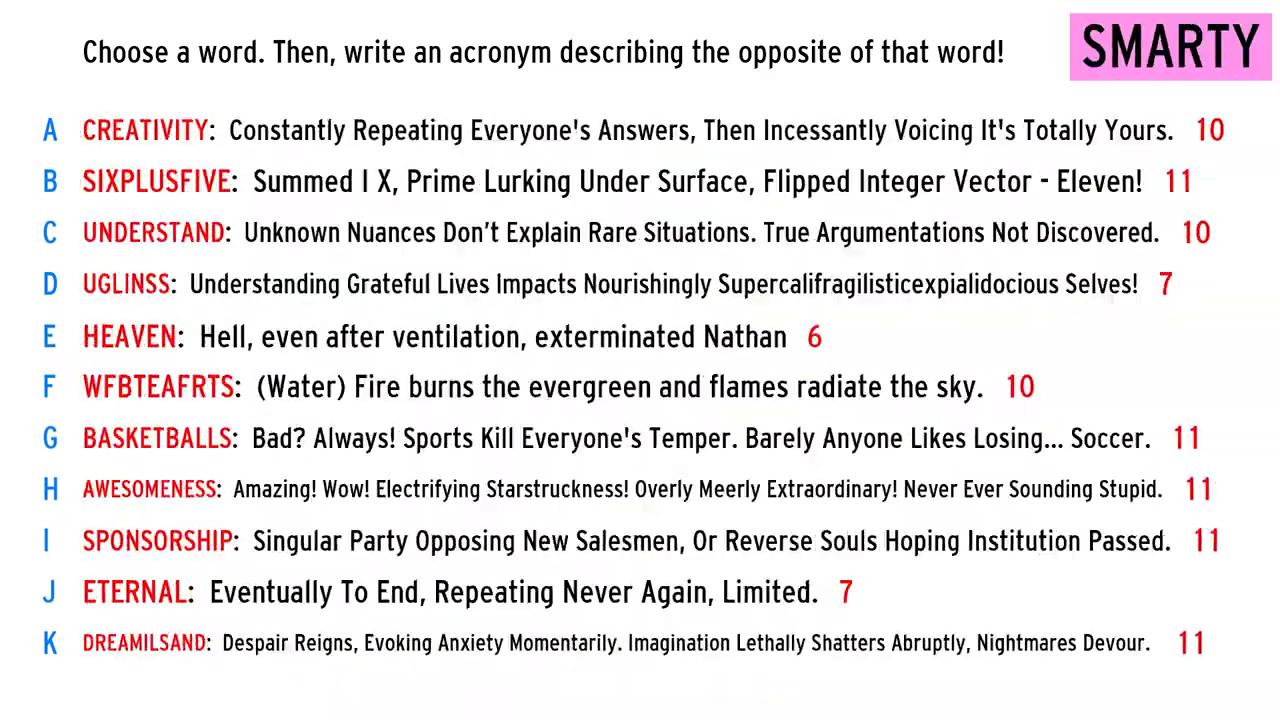 Choose a word. Then, write an acronym describing the opposite of that word!
SMARTY
A CREATIVITY: Constantly Repeating Everyone's Answers, Then Incessantly Voicing It's Totally Yours. 10
B SIXPLUSFIVE: Summed I X, Prime Lurking Under Surface, Flipped Integer Vector - Eleven! 11
C UNDERSTAND: Unknown Nuances Don’t Explain Rare Situations. True Argumentations Not Discovered. 10
D UGLINSS: Understanding Grateful Lives Impacts Nourishingly Supercalifragilisticexpialidocious Selves! 7
E HEAVEN: Hell, even after ventilation, exterminated Nathan 6
F WFBTEAFRTS: (Water) Fire burns the evergreen and flames radiate the sky. 10
G BASKETBALLS: Bad? Always! Sports Kill Everyone's Temper. Barely Anyone Likes Losing... Soccer. 11
H AWESOMENESS: Amazing! Wow! Electrifying Starstruckness! Overly Meerly Extraordinary! Never Ever Sounding Stupid. 11
I SPONSORSHIP: Singular Party Opposing New Salesmen, Or Reverse Souls Hoping Institution Passed. 11
J ETERNAL: Eventually To End, Repeating Never Again, Limited. 7
K DREAMILSAND: Despair Reigns, Evoking Anxiety Momentarily. Imagination Lethally Shatters Abruptly, Nightmares Devour. 11